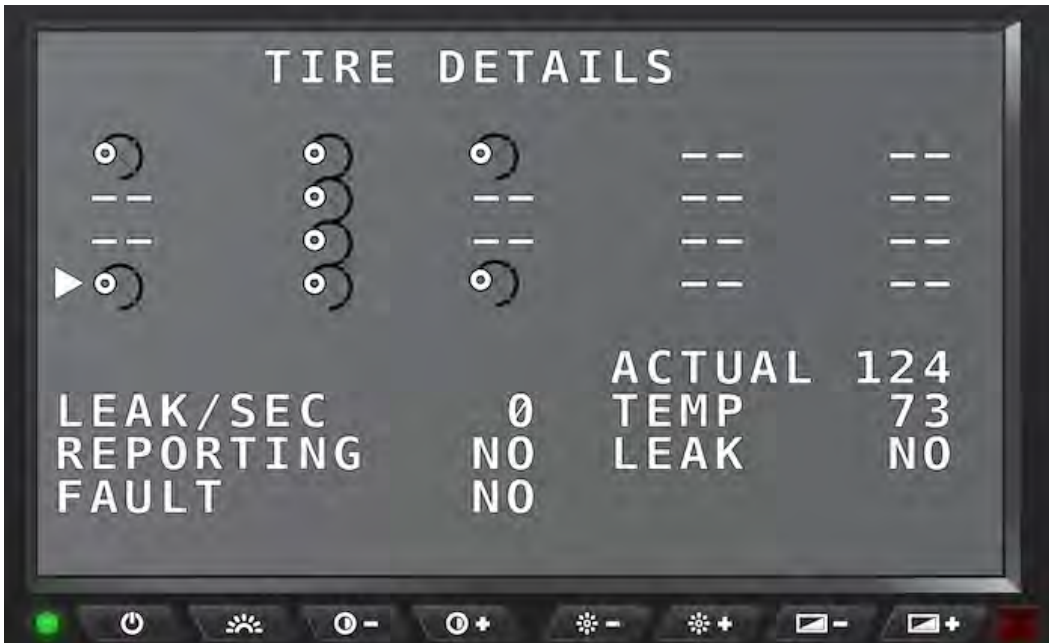 TIRE DETAILS
-- --
-- -- -- --
-- -- -- --
-- --
ACTUAL 124
LEAK/SEC 0 TEMP 73
REPORTING NO LEAK NO
FAULT NO
- + - + - +